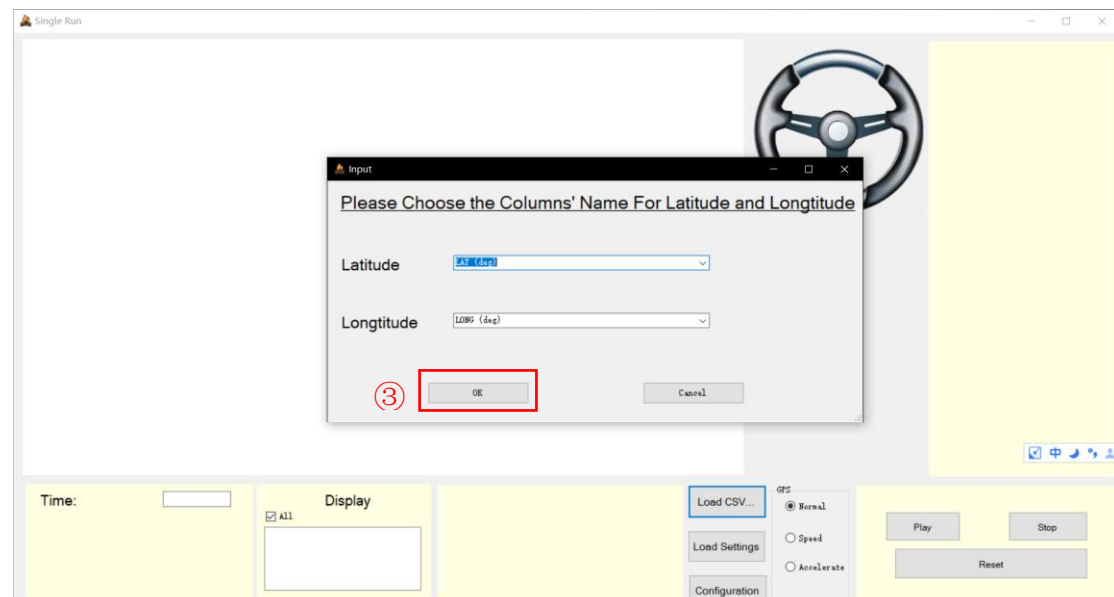 Single Run
Input
Please Choose the Columns' Name For Latitude and Longtitude
Latitude
LAT (deg)
Longtitude
LONG (deg)
③
OK
Cancel
中
Time:
Display
All
Load CSV...
Load Settings
Configuration
GPS
Normal
Speed
Accelerate
Play
Stop
Reset